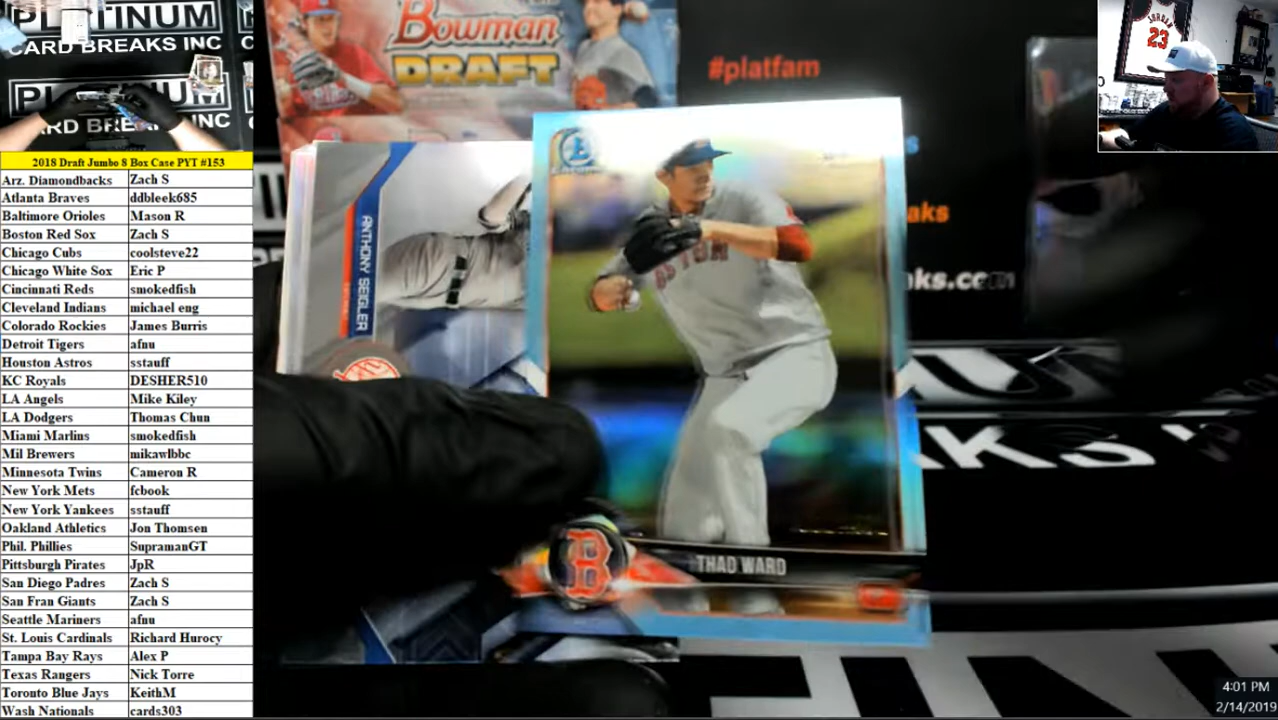 PLATINUM
CARD BREAKS INC
PLATINUM
CARD BRE INC
2018 Draft Jumbo 8 Box Case PYT #153
Arz. Diamondbacks Zach S
Atlanta Braves ddbleek685
Baltimore Orioles Mason R
Boston Red Sox Zach S
Chicago Cubs coolsteve22
Chicago White Sox Eric P
Cincinnati Reds smokedfish
Cleveland Indians michael eng
Colorado Rockies James Burris
Detroit Tigers afnu
Houston Astros sstauff
KC Royals DESHER510
LA Angels Mike Kiley
LA Dodgers Thomas Chun
Miami Marlins smokedfish
Mil Brewers mikawlbbc
Minnesota Twins Cameron R
New York Mets fcbook
New York Yankees sstauff
Oakland Athletics Jon Thomsen
Phil. Phillies SupramanGT
Pittsburgh Pirates JpR
San Diego Padres Zach S
San Fran Giants Zach S
Seattle Mariners afnu
St. Louis Cardinals Richard Hurocy
Tampa Bay Rays Alex P
Texas Rangers Nick Torre
Toronto Blue Jays KeithM
Wash Nationals cards303
Bowman
DRAFT
#platfam
aks
ks.com
Chrome
ANTHONY SEIGLER
B
THAD WARD
JORDAN
23
4:01 PM
2/14/2019